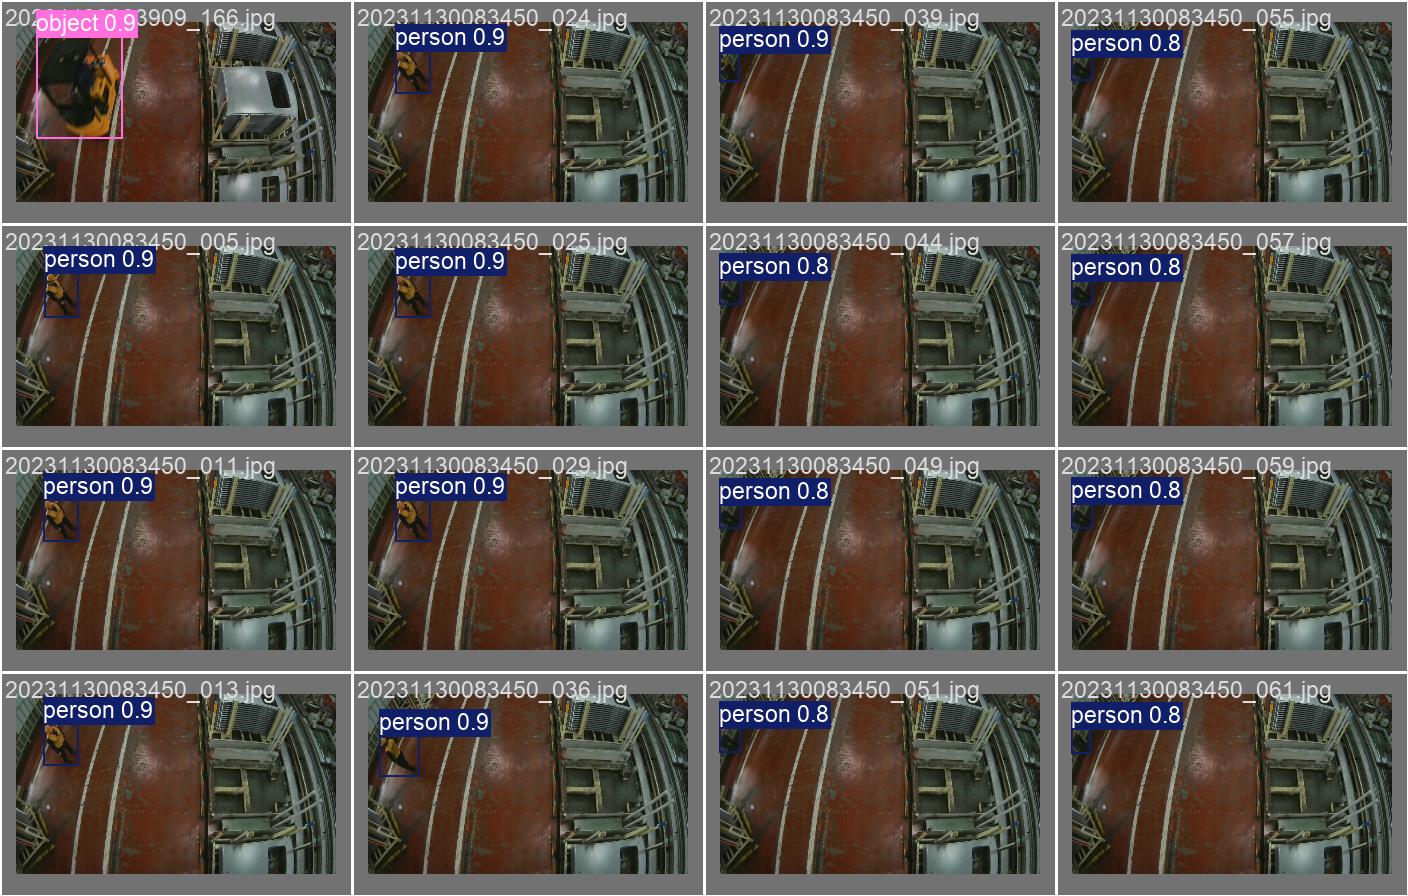 object 0.9
3909_166.jpg
20231130083450_024.jpg
person 0.9
20231130083450_039.jpg
person 0.9
20231130083450_055.jpg
person 0.8
20231130083450_005.jpg
person 0.9
20231130083450_025.jpg
person 0.9
20231130083450_044.jpg
person 0.8
20231130083450_057.jpg
person 0.8
20231130083450_011.jpg
person 0.9
20231130083450_029.jpg
person 0.9
20231130083450_049.jpg
person 0.8
20231130083450_059.jpg
person 0.8
20231130083450_013.jpg
person 0.9
20231130083450_036.jpg
person 0.9
20231130083450_051.jpg
person 0.8
20231130083450_061.jpg
person 0.8